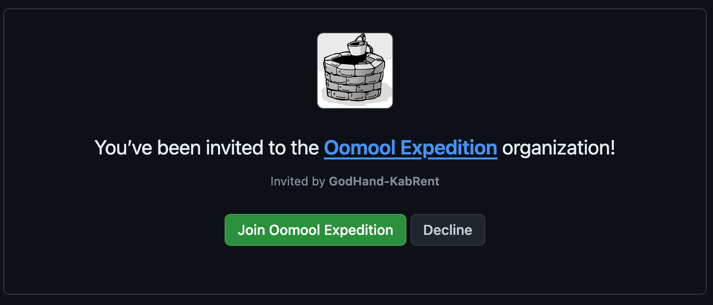 You’ve been invited to the Oomool Expedition organization!
Invited by GodHand-KabRent
Join Oomool Expedition
Decline